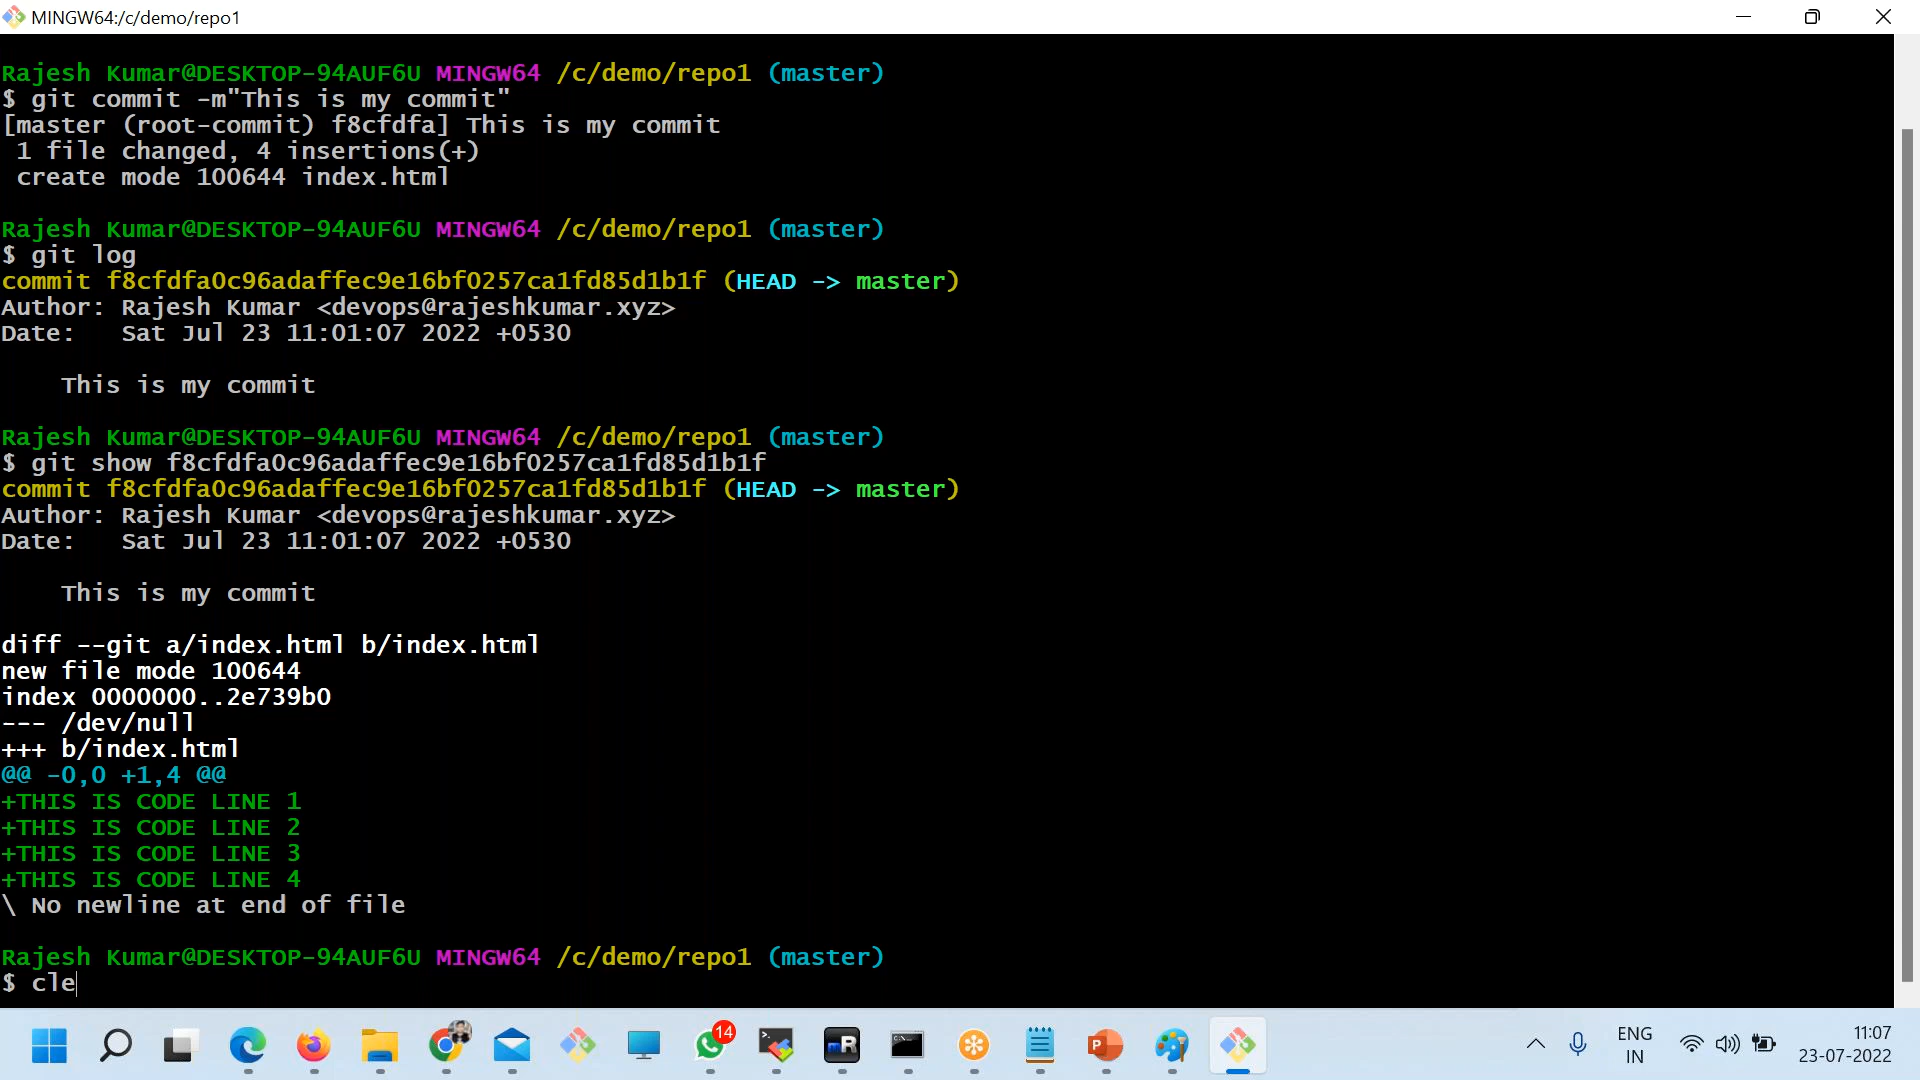 MINGW64:/c/demo/repo1
Rajesh Kumar@DESKTOP-94AUF6U MINGW64 /c/demo/repo1 (master)
$ git commit -m"This is my commit"
[master (root-commit) f8cfdfa] This is my commit
 1 file changed, 4 insertions(+)
 create mode 100644 index.html
Rajesh Kumar@DESKTOP-94AUF6U MINGW64 /c/demo/repo1 (master)
$ git log
commit f8cfdfa0c96adaffec9e16bf0257ca1fd85d1b1f (HEAD -> master)
Author: Rajesh Kumar <devops@rajeshkumar.xyz>
Date:   Sat Jul 23 11:01:07 2022 +0530
    This is my commit
Rajesh Kumar@DESKTOP-94AUF6U MINGW64 /c/demo/repo1 (master)
$ git show f8cfdfa0c96adaffec9e16bf0257ca1fd85d1b1f
commit f8cfdfa0c96adaffec9e16bf0257ca1fd85d1b1f (HEAD -> master)
Author: Rajesh Kumar <devops@rajeshkumar.xyz>
Date:   Sat Jul 23 11:01:07 2022 +0530
    This is my commit
diff --git a/index.html b/index.html
new file mode 100644
index 0000000..2e739b0
--- /dev/null
+++ b/index.html
@@ -0,0 +1,4 @@
+THIS IS CODE LINE 1
+THIS IS CODE LINE 2
+THIS IS CODE LINE 3
+THIS IS CODE LINE 4
\ No newline at end of file
Rajesh Kumar@DESKTOP-94AUF6U MINGW64 /c/demo/repo1 (master)
$ cle
14
ENG
IN
11:07
23-07-2022